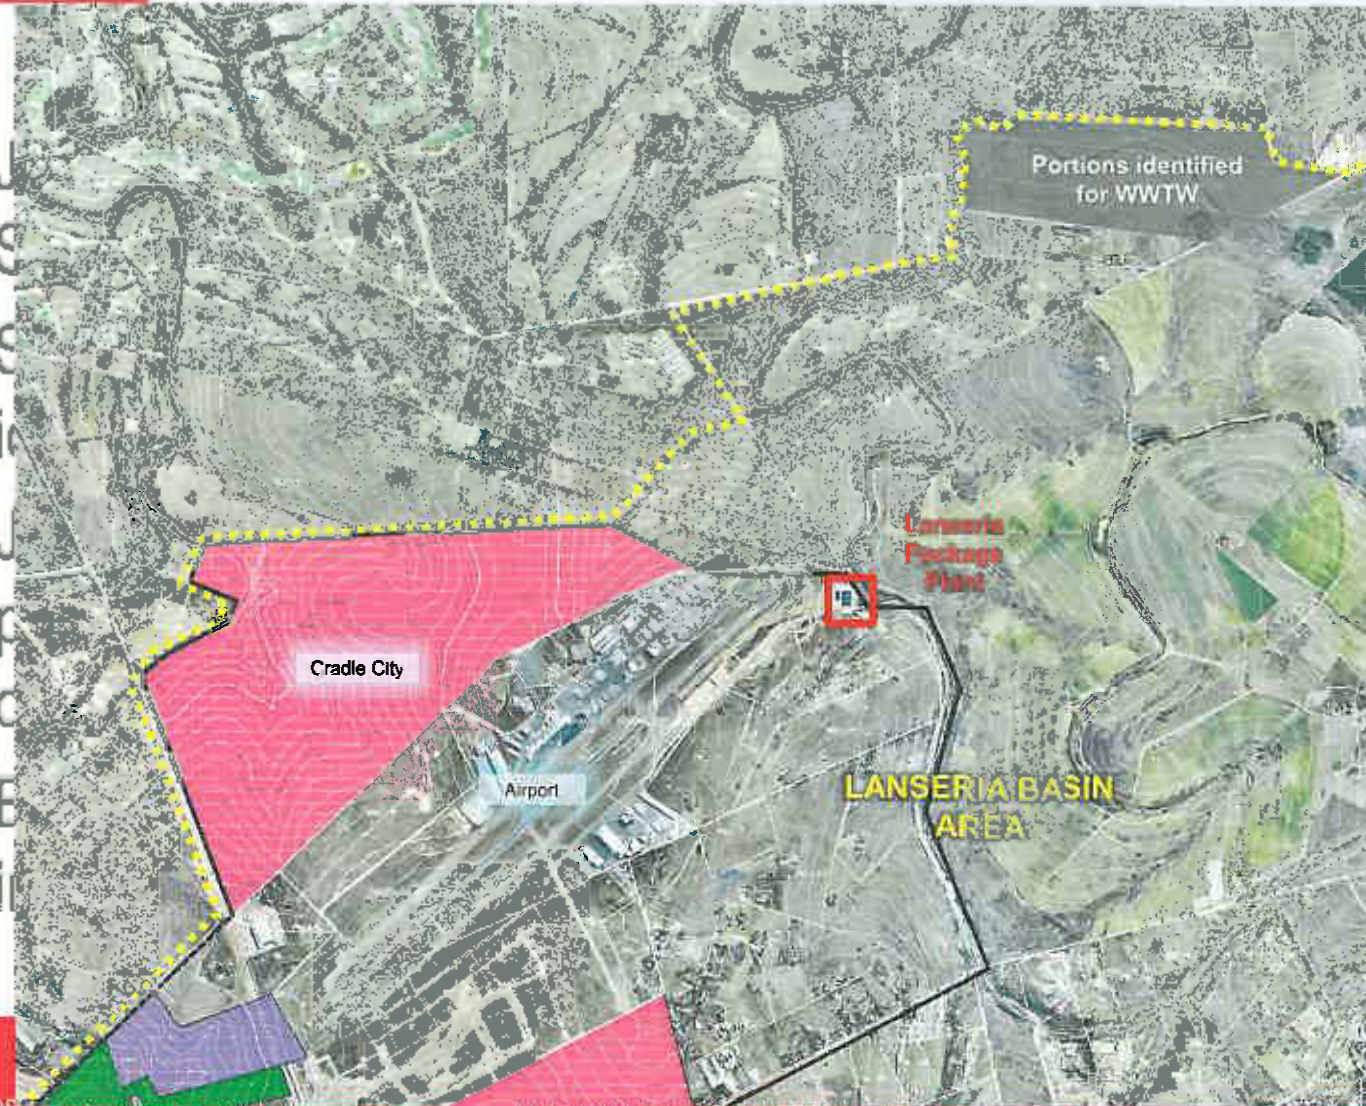 Portions identified
for WWTW
Lanseria
Package
Plant
Cradle City
Airport
LANSERIA BASIN
AREA